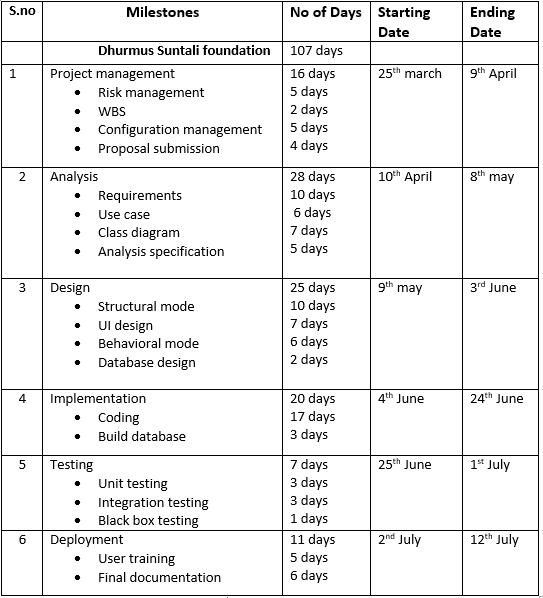 S.no Milestones No of Days Starting Date Ending Date
Dhurmus Suntali foundation 107 days
1 Project management 16 days 25th march 9th April
• Risk management 5 days
• WBS 2 days
• Configuration management 5 days
• Proposal submission 4 days
2 Analysis 28 days 10th April 8th may
• Requirements 10 days
• Use case 6 days
• Class diagram 7 days
• Analysis specification 5 days
3 Design 25 days 9th may 3rd June
• Structural mode 10 days
• UI design 7 days
• Behavioral mode 6 days
• Database design 2 days
4 Implementation 20 days 4th June 24th June
• Coding 17 days
• Build database 3 days
5 Testing 7 days 25th June 1st July
• Unit testing 3 days
• Integration testing 3 days
• Black box testing 1 days
6 Deployment 11 days 2nd July 12th July
• User training 5 days
• Final documentation 6 days